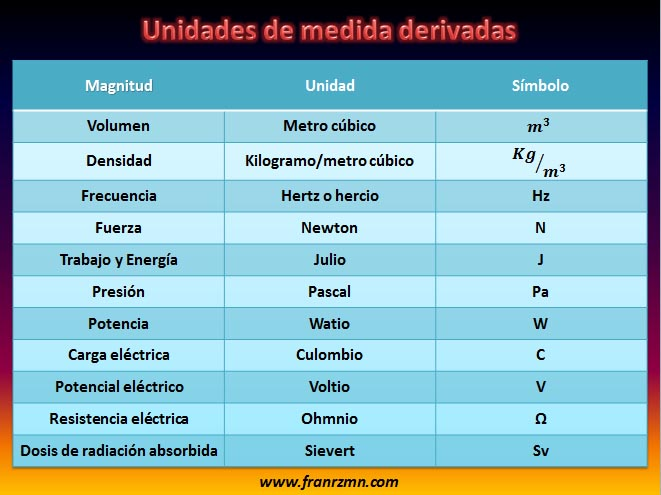 Unidades de medida derivadas
Magnitud Unidad Símbolo
Volumen Metro cúbico m³
Densidad Kilogramo/metro cúbico Kg/m³
Frecuencia Hertz o hercio Hz
Fuerza Newton N
Trabajo y Energía Julio J
Presión Pascal Pa
Potencia Watio W
Carga eléctrica Culombio C
Potencial eléctrico Voltio V
Resistencia eléctrica Ohmnio Ω
Dosis de radiación absorbida Sievert Sv
www.franrzmn.com